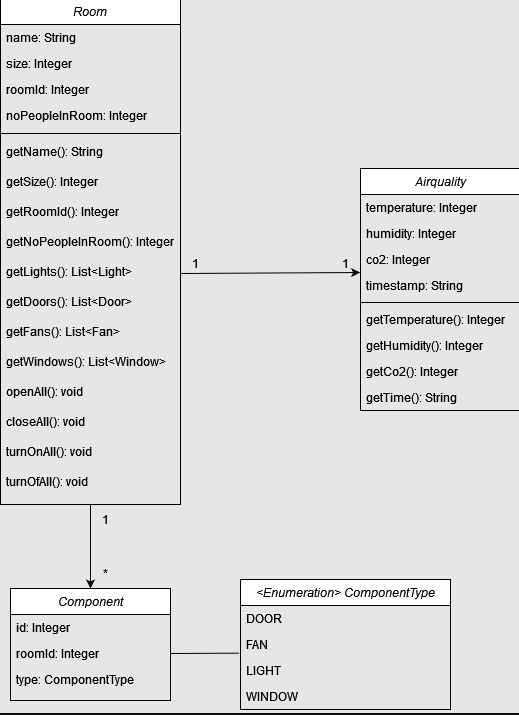 Room
name: String
size: Integer
roomId: Integer
noPeopleInRoom: Integer
getName(): String
getSize(): Integer
getRoomId(): Integer
getNoPeopleInRoom(): Integer
getLights(): List<Light>
getDoors(): List<Door>
getFans(): List<Fan>
getWindows(): List<Window>
openAll(): void
closeAll(): void
turnOnAll(): void
turnOfAll(): void
1
1
Airquality
temperature: Integer
humidity: Integer
co2: Integer
timestamp: String
getTemperature(): Integer
getHumidity(): Integer
getCo2(): Integer
getTime(): String
1
*
Component
id: Integer
roomId: Integer
type: ComponentType
<Enumeration> ComponentType
DOOR
FAN
LIGHT
WINDOW